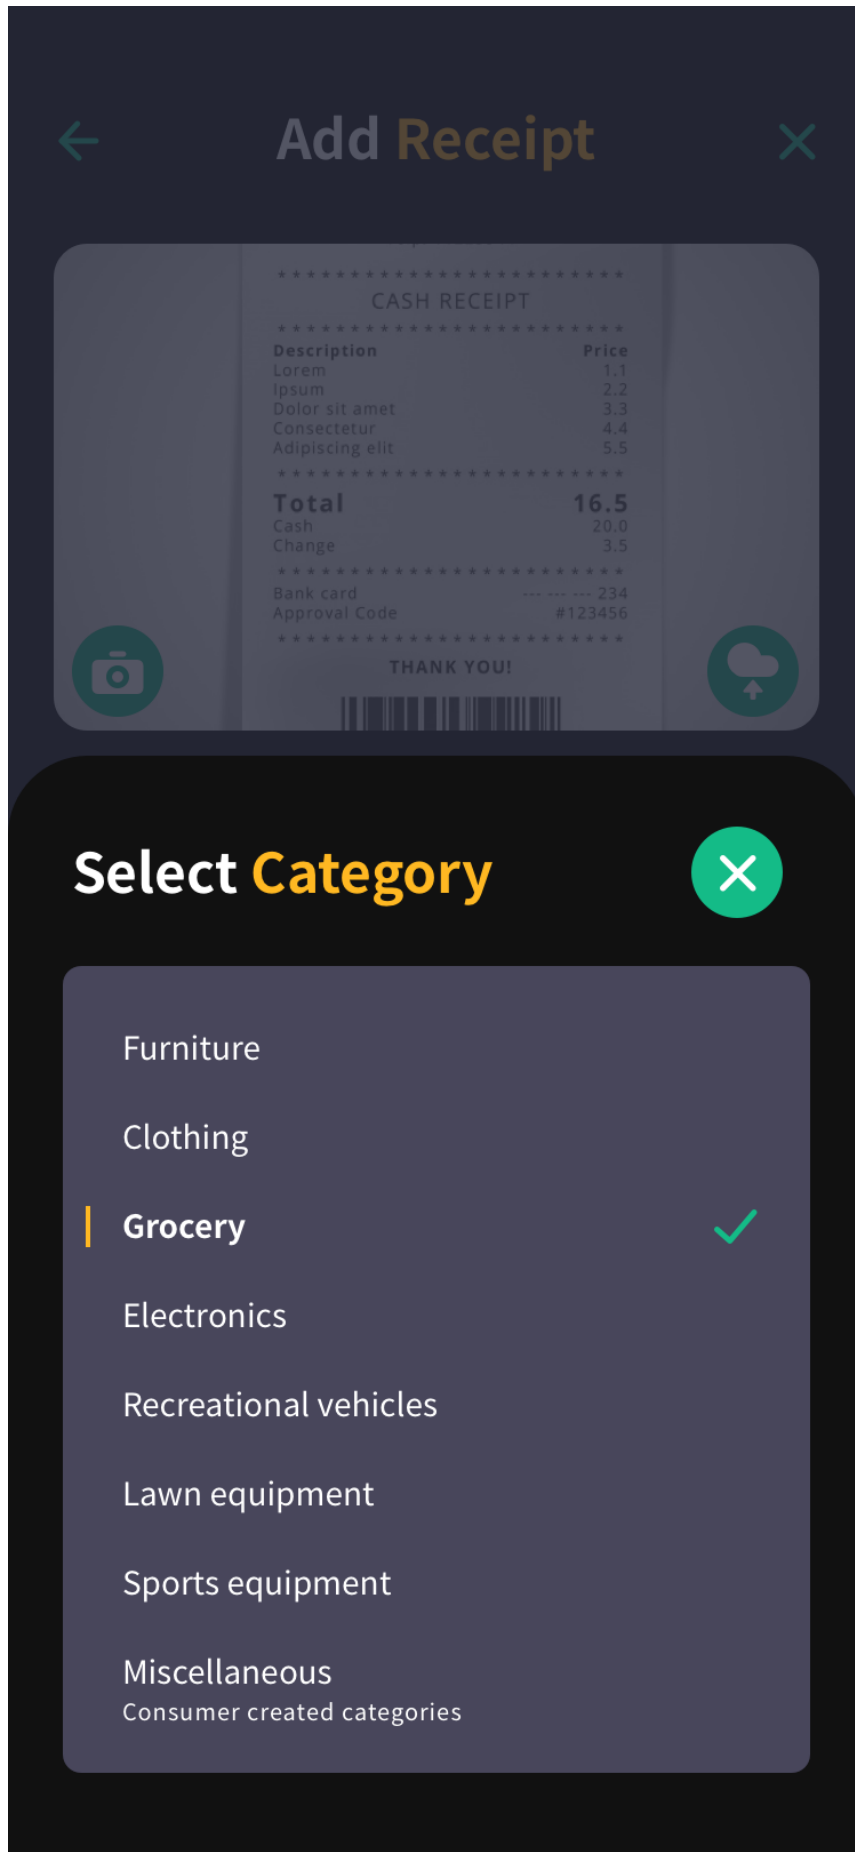 Add Receipt
* * * * * * * * * * * * * * * * * * * * * * * *
CASH RECEIPT
* * * * * * * * * * * * * * * * * * * * * * * *
Description Price
Lorem 1.1
Ipsum 2.2
Dolor sit amet 3.3
Consectetur 4.4
Adipiscing elit 5.5
* * * * * * * * * * * * * * * * * * * * * * * *
Total 16.5
Cash 20.0
Change 3.5
* * * * * * * * * * * * * * * * * * * * * * * *
Bank card --- --- --- 234
Approval Code #123456
* * * * * * * * * * * * * * * * * * * * * * * *
THANK YOU!
Select Category
Furniture
Clothing
Grocery
Electronics
Recreational vehicles
Lawn equipment
Sports equipment
Miscellaneous
Consumer created categories